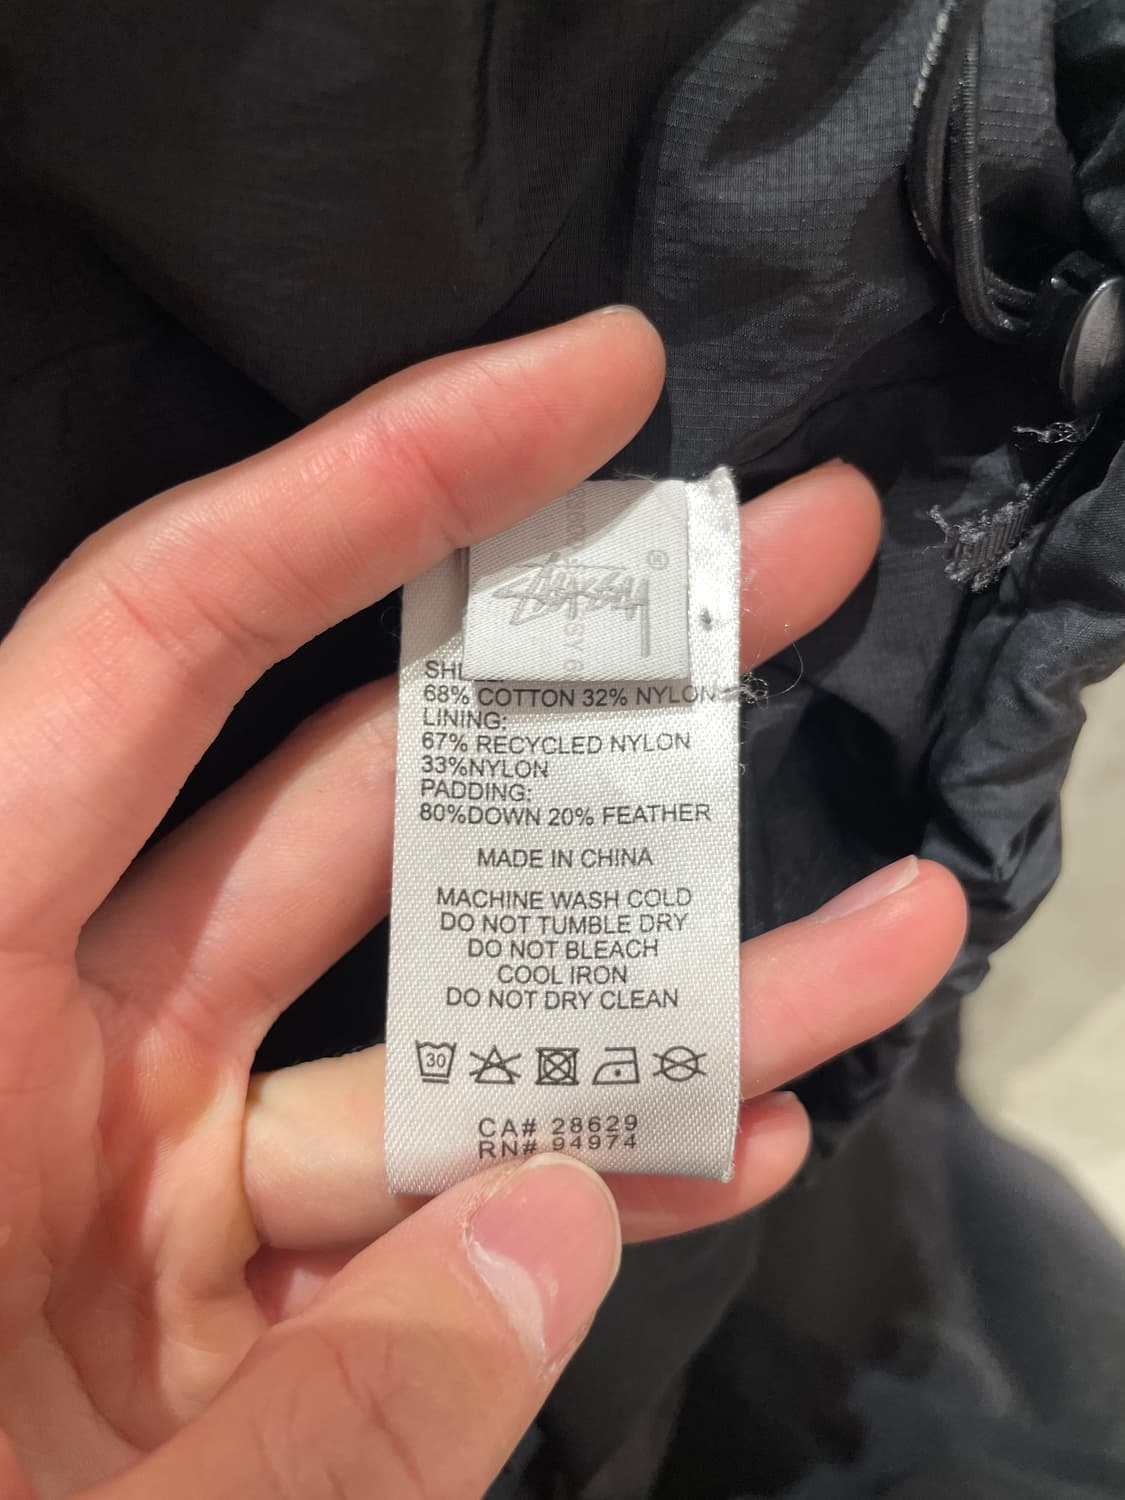 STÜSSY ®
68% COTTON 32% NYLON
LINING:
67% RECYCLED NYLON
33%NYLON
PADDING:
80%DOWN 20% FEATHER
MADE IN CHINA
MACHINE WASH COLD
DO NOT TUMBLE DRY
DO NOT BLEACH
COOL IRON
DO NOT DRY CLEAN
30
CA# 28629
RN# 94974